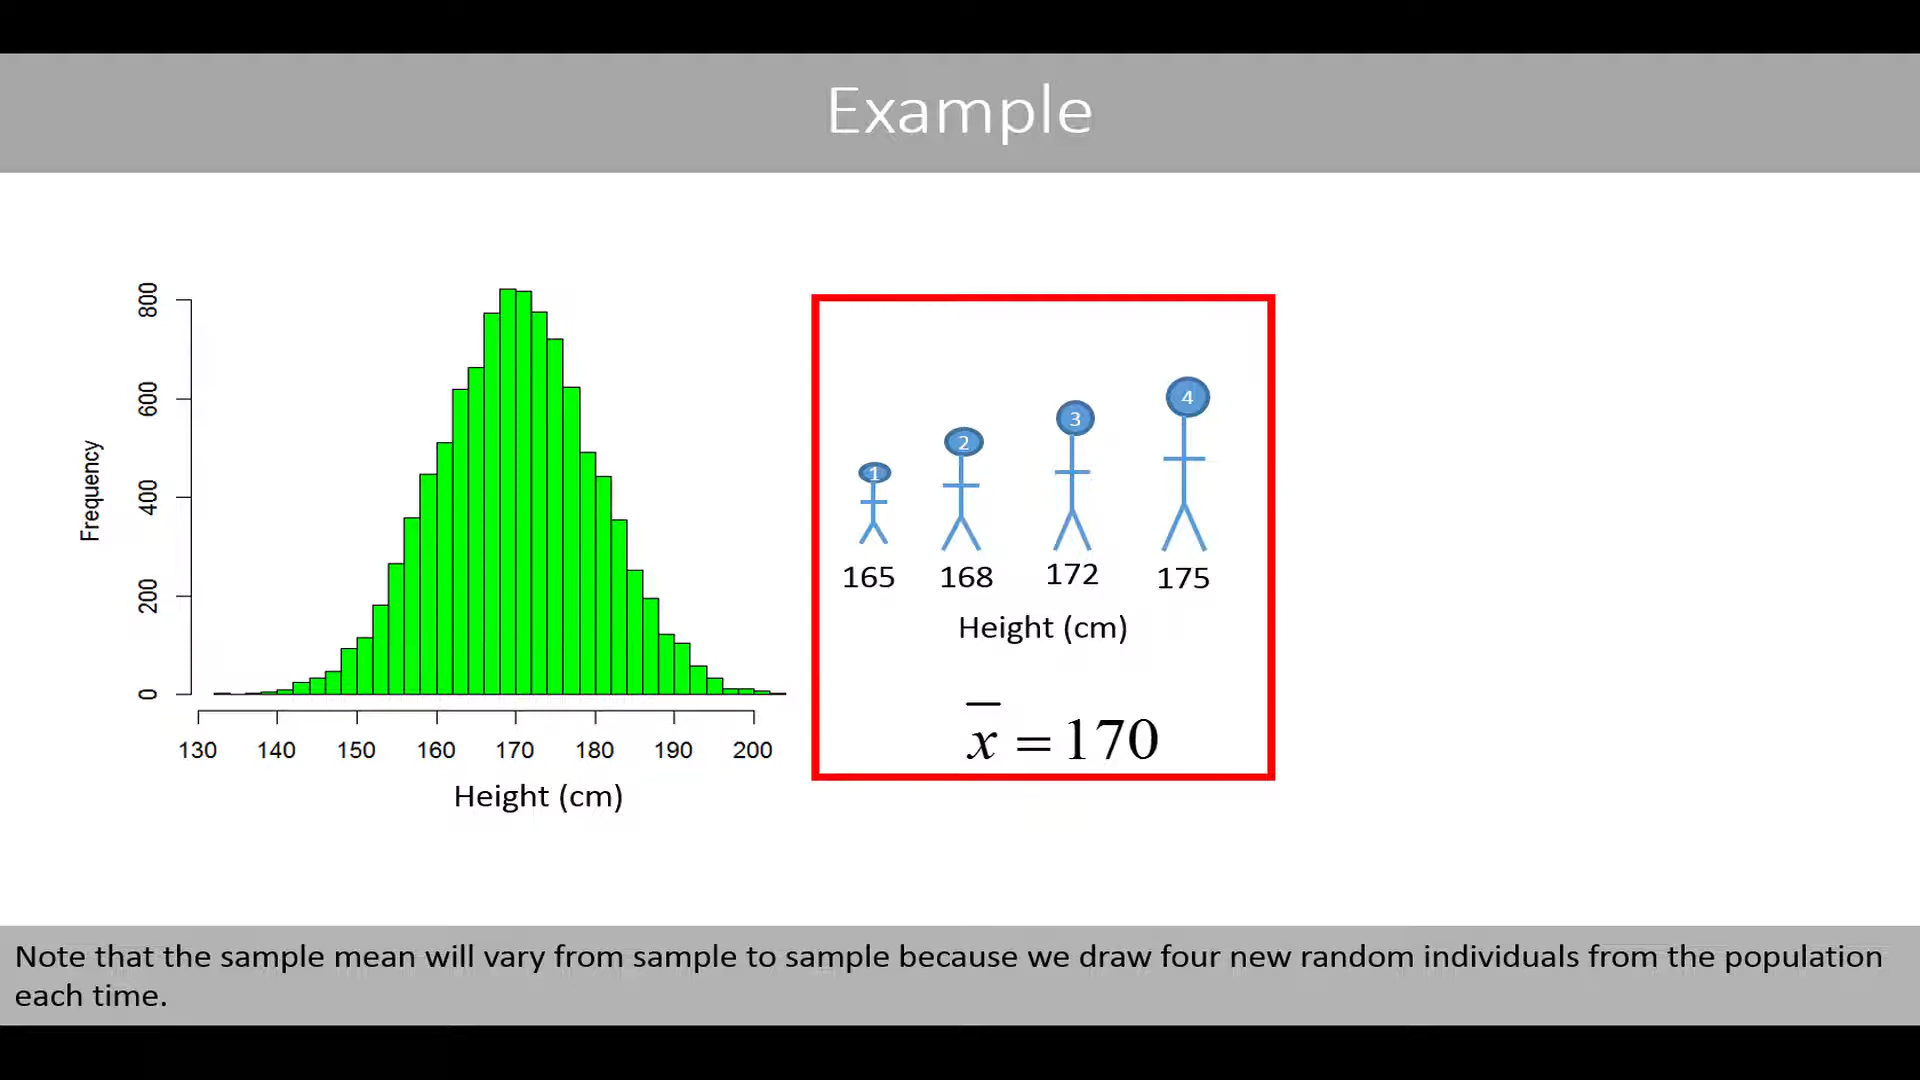 Example
Frequency
0
200
400
600
800
130 140 150 160 170 180 190 200
Height (cm)
1 2 3 4
165 168 172 175
Height (cm)
x̅ = 170
Note that the sample mean will vary from sample to sample because we draw four new random individuals from the population
each time.